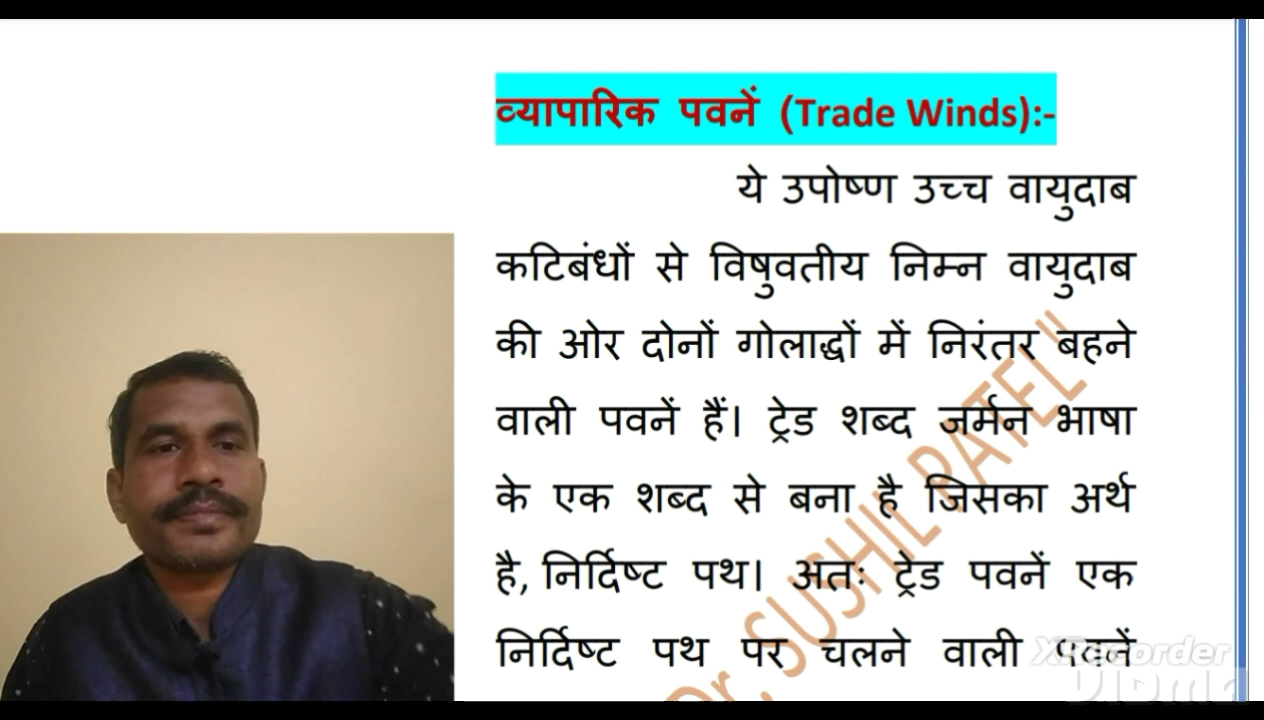 व्यापारिक पवनें (Trade Winds):-
ये उपोष्ण उच्च वायुदाब
कटिबंधों से विषुवतीय निम्न वायुदाब
की ओर दोनों गोलाद्धों में निरंतर बहने
वाली पवनें हैं। ट्रेड शब्द जर्मन भाषा
के एक शब्द से बना है जिसका अर्थ
है, निर्दिष्ट पथ। अतः ट्रेड पवनें एक
निर्दिष्ट पथ पर चलने वाली पवनें
Dr, SUSHIL PATEL"
XRecorder